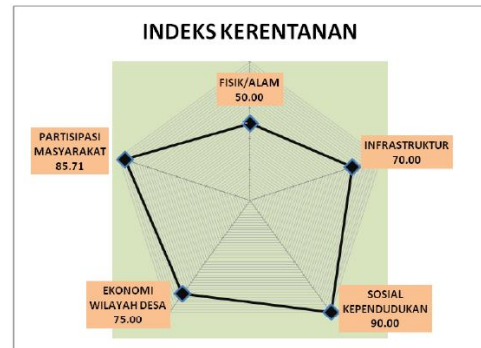 INDEKS KERENTANAN
FISIK/ALAM
50.00
INFRASTRUKTUR
70.00
SOSIAL
KEPENDUDUKAN
90.00
EKONOMI
WILAYAH DESA
75.00
PARTISIPASI
MASYARAKAT
85.71